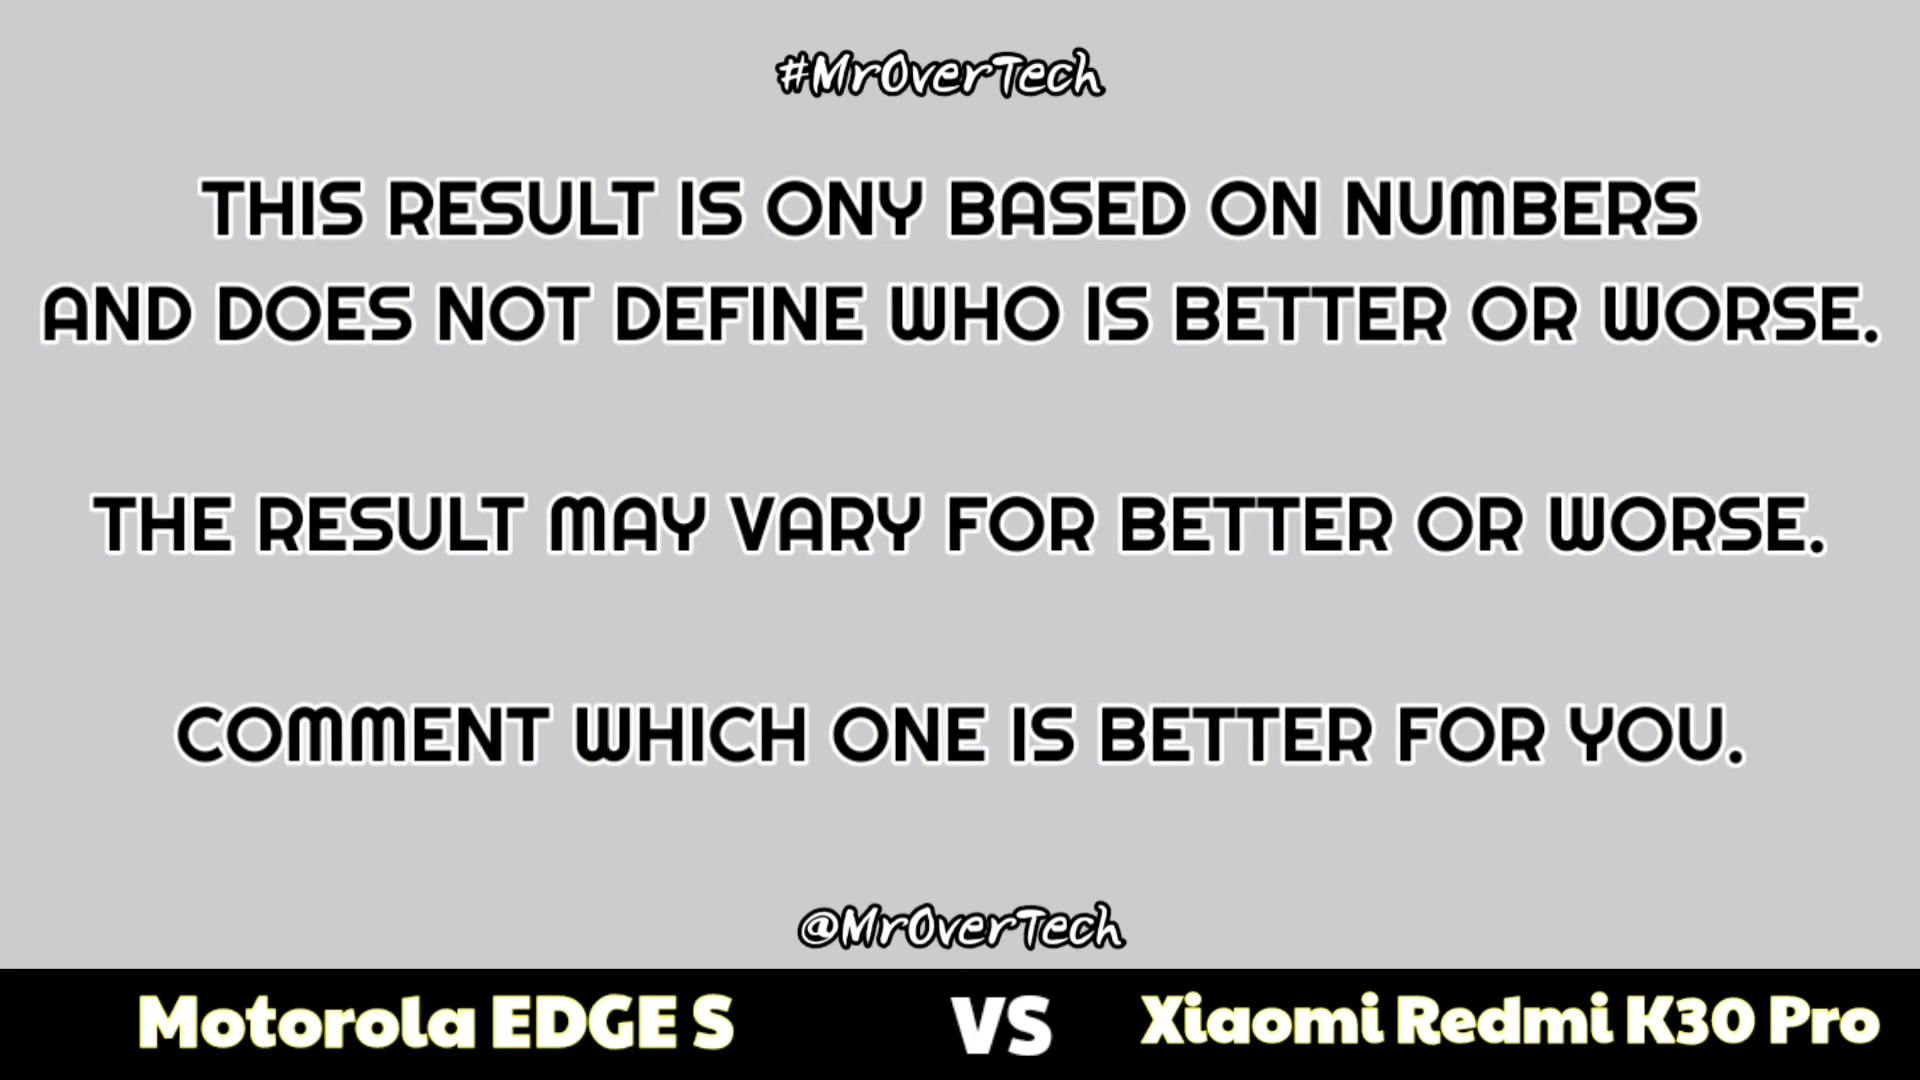 #MrOverTech
THIS RESULT IS ONY BASED ON NUMBERS
AND DOES NOT DEFINE WHO IS BETTER OR WORSE.
THE RESULT MAY VARY FOR BETTER OR WORSE.
COMMENT WHICH ONE IS BETTER FOR YOU.
@MrOverTech
Motorola EDGE S VS Xiaomi Redmi K30 Pro